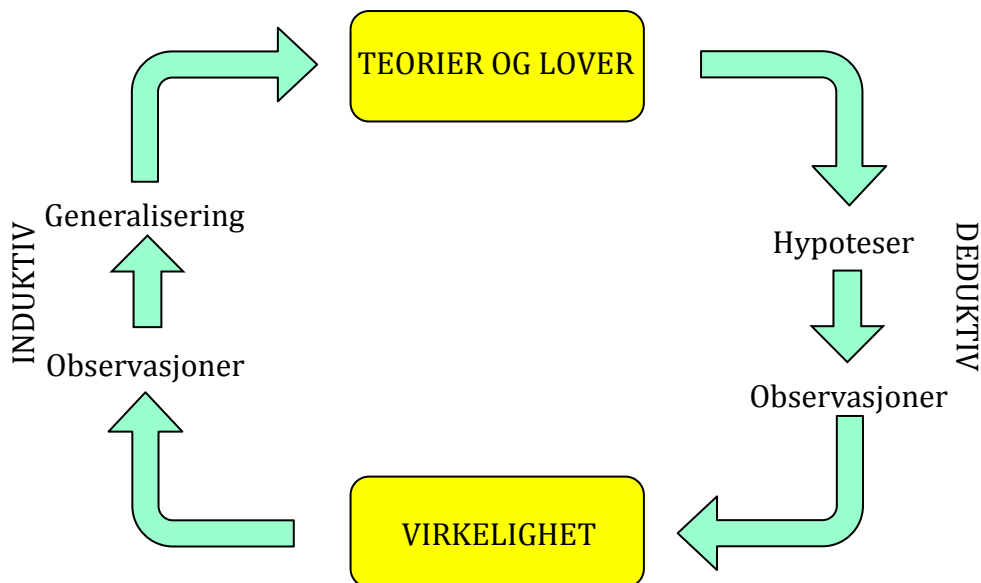 TEORIER OG LOVER
Generalisering
Hypoteser
INDUKTIV
DEDUKTIV
Observasjoner
Observasjoner
VIRKELIGHET